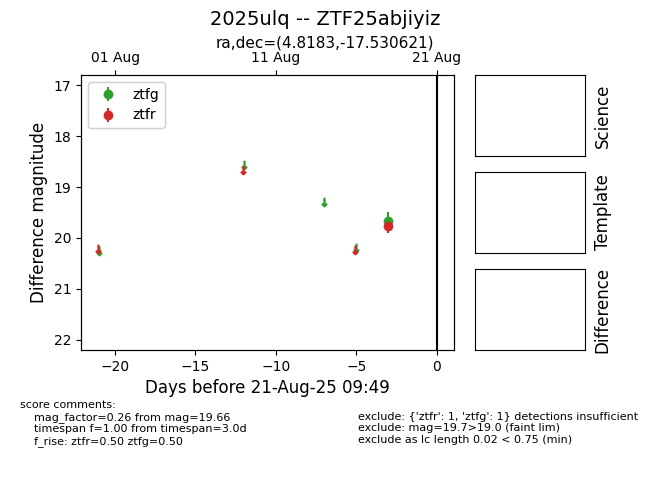 2025ulq -- ZTF25abjiyiz
ra,dec=(4.8183,-17.530621)
01 Aug 11 Aug 21 Aug
ztfg
ztfr
17
18
19
20
21
22
Difference magnitude
−20 −15 −10 −5 0
Days before 21-Aug-25 09:49
Science
Template
Difference
score comments:
mag_factor=0.26 from mag=19.66
timespan f=1.00 from timespan=3.0d
f_rise: ztfr=0.50 ztfg=0.50
exclude: {'ztfr': 1, 'ztfg': 1} detections insufficient
exclude: mag=19.7>19.0 (faint lim)
exclude as lc length 0.02 < 0.75 (min)